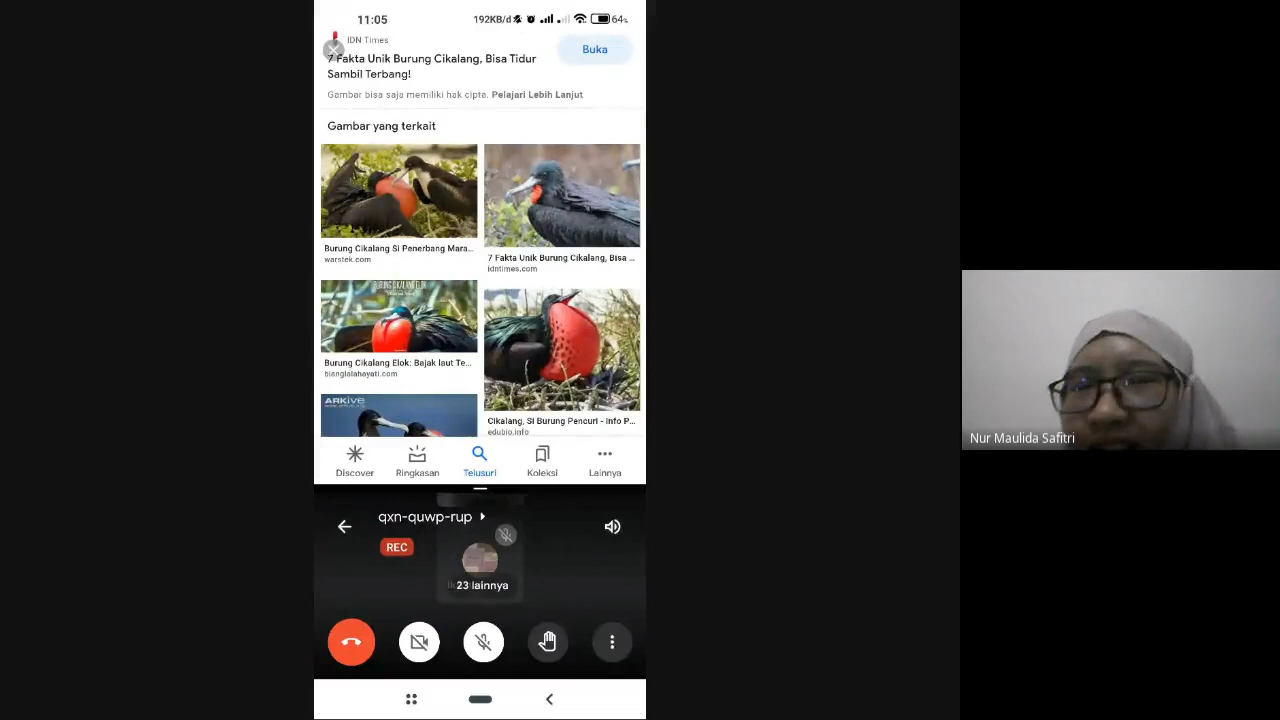 11:05
192KB/d
64%
IDN Times
7 Fakta Unik Burung Cikalang, Bisa Tidur
Sambil Terbang!
Buka
Gambar bisa saja memiliki hak cipta. Pelajari Lebih Lanjut
Gambar yang terkait
Burung Cikalang Si Penerbang Mara...
warstek.com
7 Fakta Unik Burung Cikalang, Bisa ...
idntimes.com
BURUNG CIKALANG ELOK
Burung Cikalang Elok: Bajak laut Te...
bianglalahayati.com
Cikalang, Si Burung Pencuri - Info P...
edubio.info
ARKIVE
Discover
Ringkasan
Telusuri
Koleksi
Lainnya
qxn-quwp-rup
REC
23 lainnya
Nur Maulida Safitri